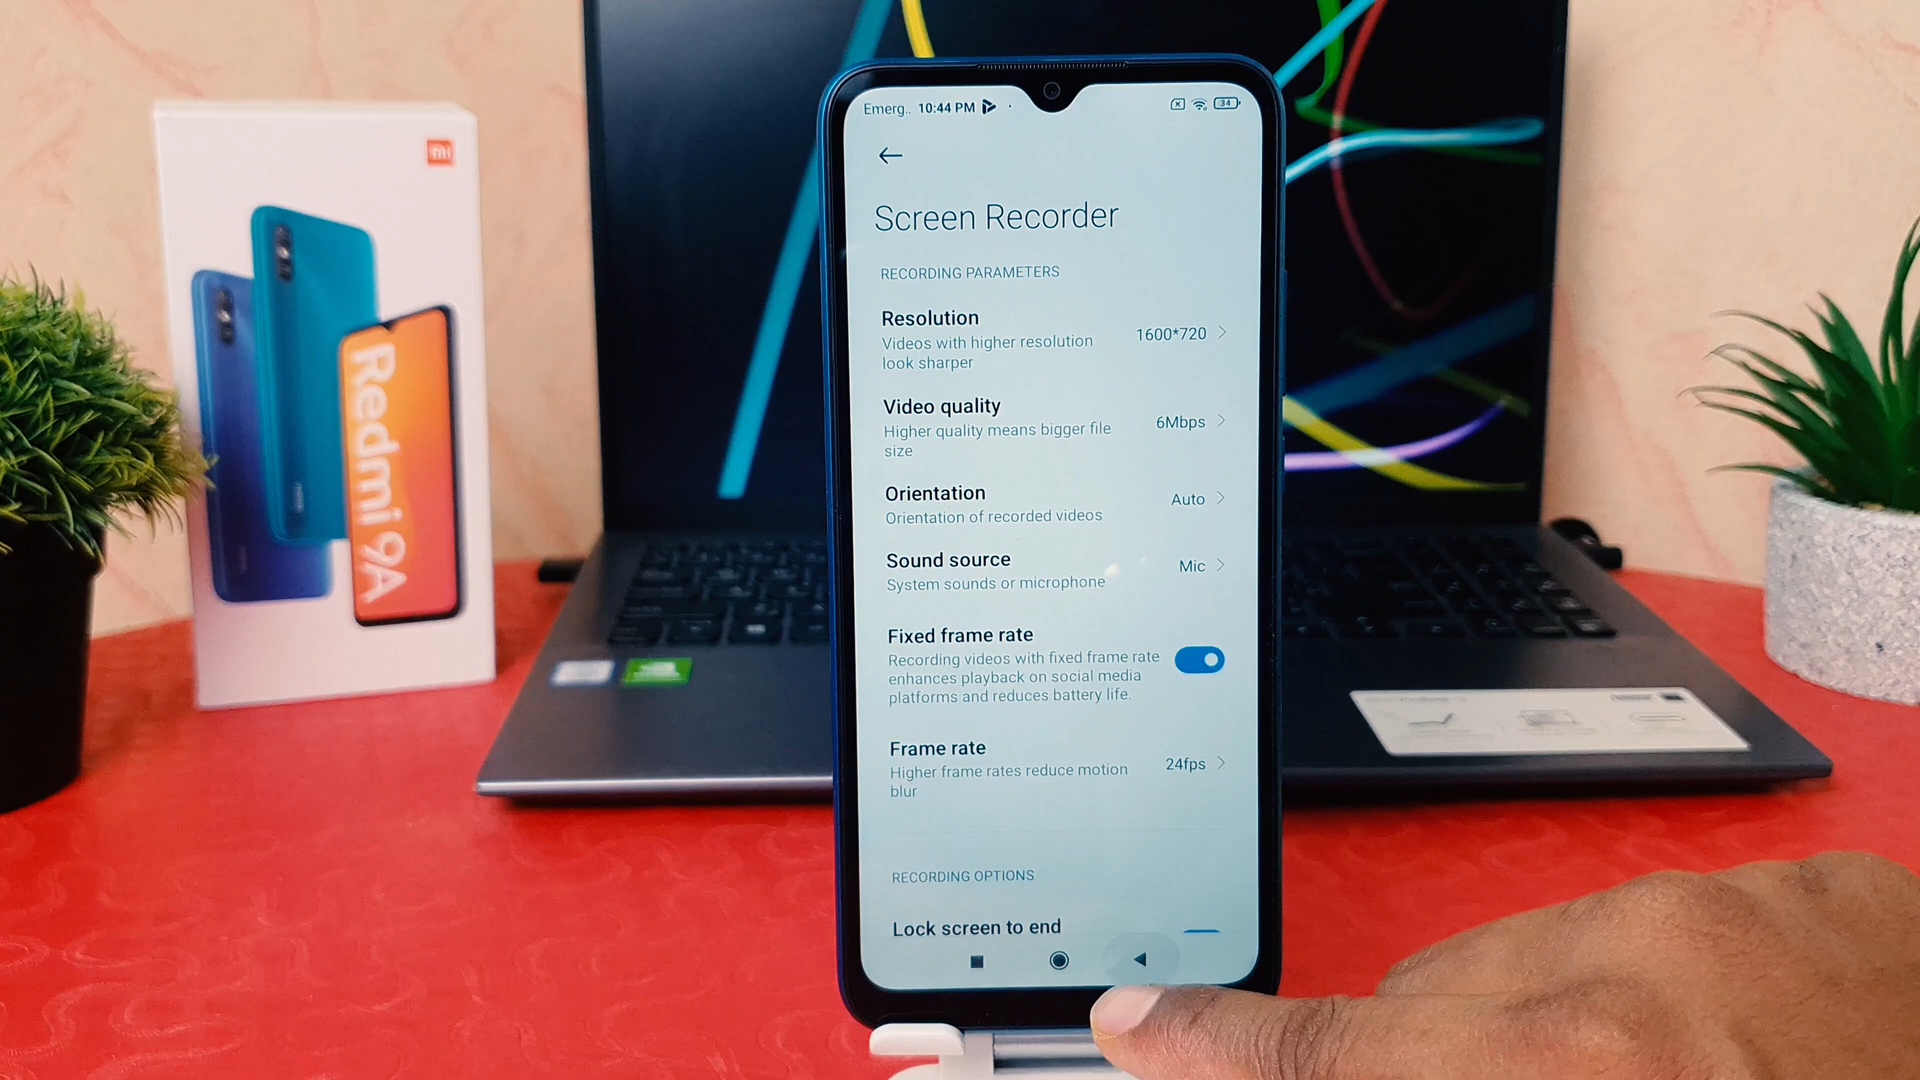 mi
Redmi 9A
Emerg.. 10:44 PM
34
Screen Recorder
RECORDING PARAMETERS
Resolution
Videos with higher resolution
look sharper
1600*720
Video quality
Higher quality means bigger file
size
6Mbps
Orientation
Orientation of recorded videos
Auto
Sound source
System sounds or microphone
Mic
Fixed frame rate
Recording videos with fixed frame rate
enhances playback on social media
platforms and reduces battery life.
Frame rate
Higher frame rates reduce motion
blur
24fps
RECORDING OPTIONS
Lock screen to end